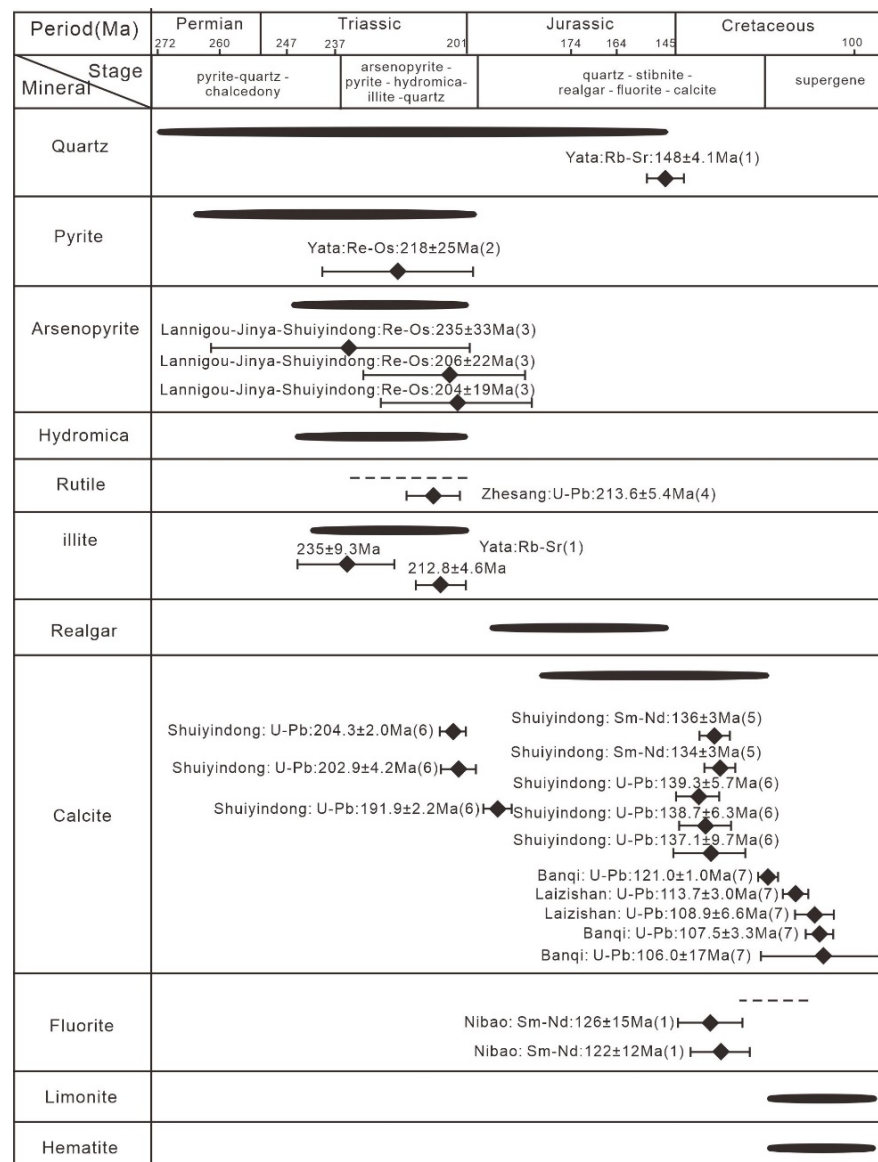 Period(Ma) Permian Triassic Jurassic Cretaceous
272 260 247 237 201 174 164 145 100
Stage
Mineral
pyrite-quartz -
chalcedony
arsenopyrite -
pyrite - hydromica-
illite -quartz
quartz - stibnite -
realgar - fluorite - calcite
supergene
Quartz
Yata:Rb-Sr:148±4.1Ma(1)
Pyrite
Yata:Re-Os:218±25Ma(2)
Arsenopyrite
Lannigou-Jinya-Shuiyindong:Re-Os:235±33Ma(3)
Lannigou-Jinya-Shuiyindong:Re-Os:206±22Ma(3)
Lannigou-Jinya-Shuiyindong:Re-Os:204±19Ma(3)
Hydromica
Rutile
Zhesang:U-Pb:213.6±5.4Ma(4)
illite
Yata:Rb-Sr(1)
235±9.3Ma
212.8±4.6Ma
Realgar
Calcite
Shuiyindong: U-Pb:204.3±2.0Ma(6)
Shuiyindong: U-Pb:202.9±4.2Ma(6)
Shuiyindong: U-Pb:191.9±2.2Ma(6)
Shuiyindong: Sm-Nd:136±3Ma(5)
Shuiyindong: Sm-Nd:134±3Ma(5)
Shuiyindong: U-Pb:139.3±5.7Ma(6)
Shuiyindong: U-Pb:138.7±6.3Ma(6)
Shuiyindong: U-Pb:137.1±9.7Ma(6)
Banqi: U-Pb:121.0±1.0Ma(7)
Laizishan: U-Pb:113.7±3.0Ma(7)
Laizishan: U-Pb:108.9±6.6Ma(7)
Banqi: U-Pb:107.5±3.3Ma(7)
Banqi: U-Pb:106.0±17Ma(7)
Fluorite
Nibao: Sm-Nd:126±15Ma(1)
Nibao: Sm-Nd:122±12Ma(1)
Limonite
Hematite